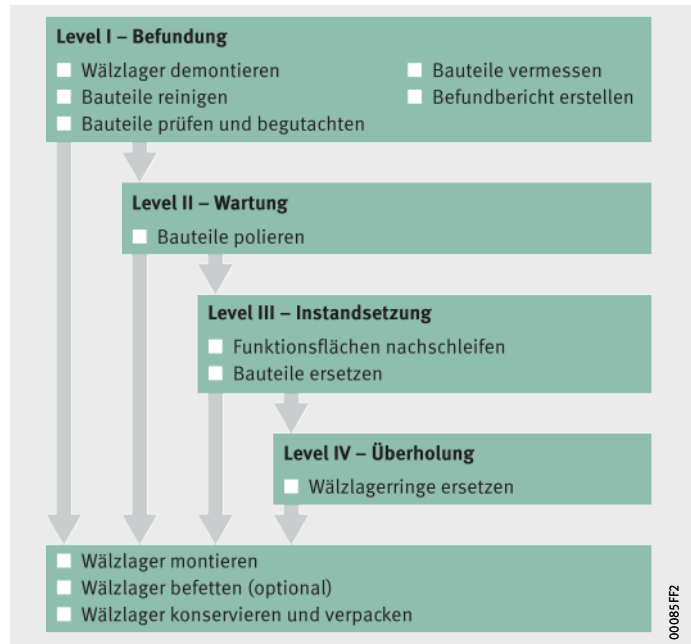 Level I – Befundung
Wälzlager demontieren
Bauteile reinigen
Bauteile prüfen und begutachten
Bauteile vermessen
Befundbericht erstellen
Level II – Wartung
Bauteile polieren
Level III – Instandsetzung
Funktionsflächen nachschleifen
Bauteile ersetzen
Level IV – Überholung
Wälzlagerringe ersetzen
Wälzlager montieren
Wälzlager befetten (optional)
Wälzlager konservieren und verpacken
00085FF2